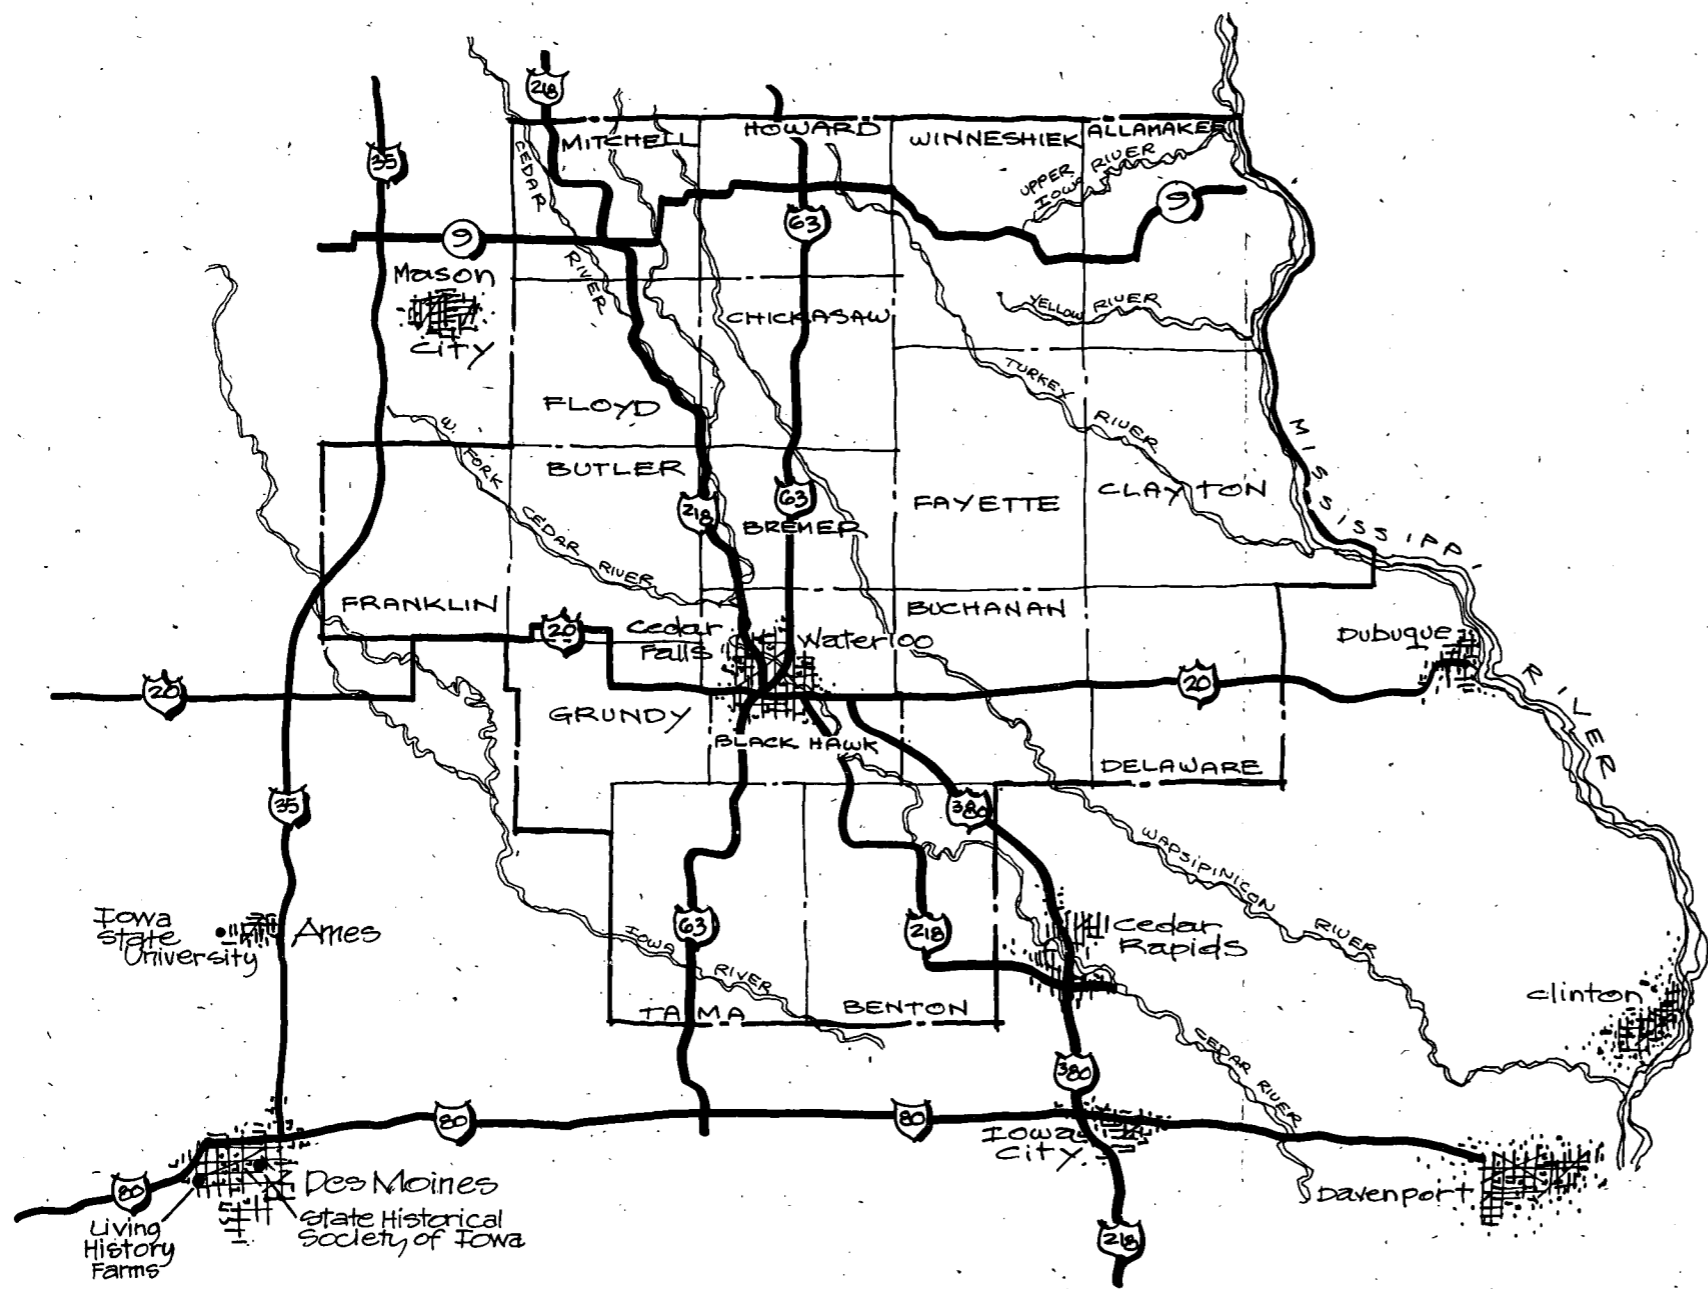 218
MITCHELL
HOWARD
WINNESHIEK
ALLAMAKEE
CEDAR
RIVER
35
UPPER
IOWA RIVER
9
63
9
Mason
City
YELLOW RIVER
CHICKASAW
TURKEY
RIVER
FLOYD
W.
FORK
CEDAR
RIVER
BUTLER
218
63
BREMER
FAYETTE
CLAYTON
MISSISSIPPI
RIVER
FRANKLIN
20
Cedar
Falls
Waterloo
BUCHANAN
Dubuque
20
20
GRUNDY
BLACK HAWK
DELAWARE
35
380
WAPSIPINICON
RIVER
Iowa
State
University
Ames
63
IOWA
RIVER
218
Cedar
Rapids
TAMA
BENTON
Clinton
CEDAR RIVER
380
80
80
Iowa
City
80
Des Moines
State Historical
Society of Iowa
Living
History
Farms
Davenport
218